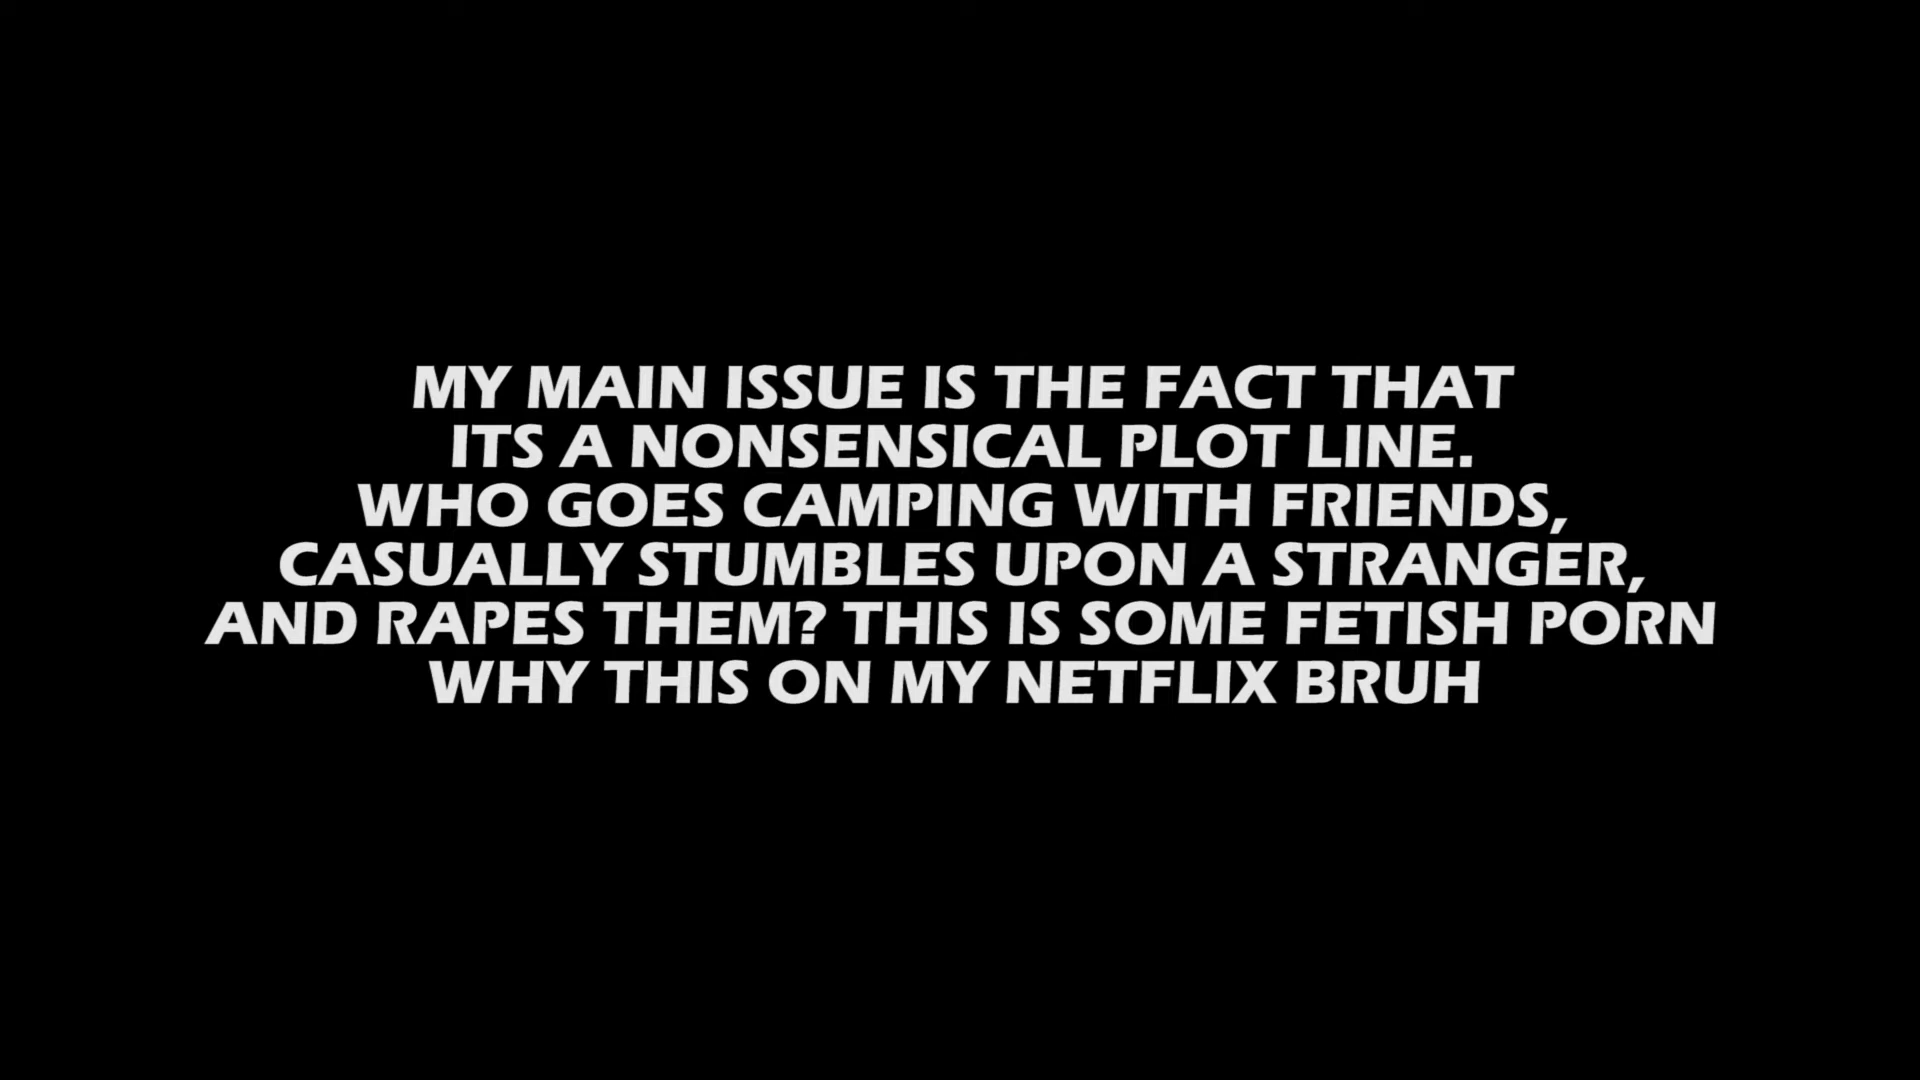 MY MAIN ISSUE IS THE FACT THAT
ITS A NONSENSICAL PLOT LINE.
WHO GOES CAMPING WITH FRIENDS,
CASUALLY STUMBLES UPON A STRANGER,
AND RAPES THEM? THIS IS SOME FETISH PORN
WHY THIS ON MY NETFLIX BRUH